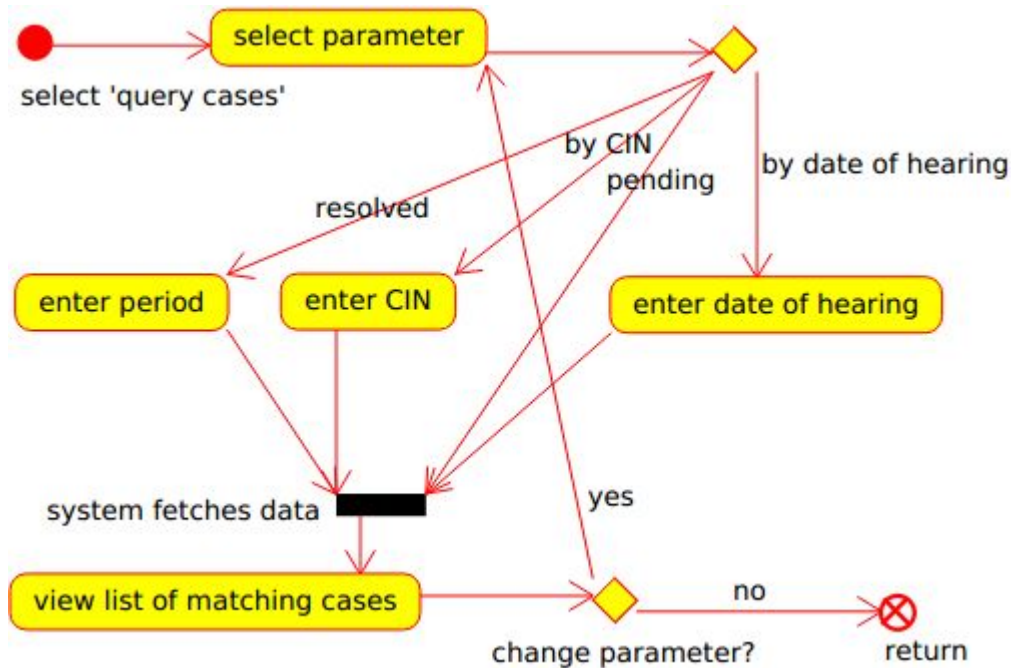 select parameter
select 'query cases'
by CIN
by date of hearing
pending
resolved
enter period
enter CIN
enter date of hearing
yes
system fetches data
view list of matching cases
no
change parameter?
return